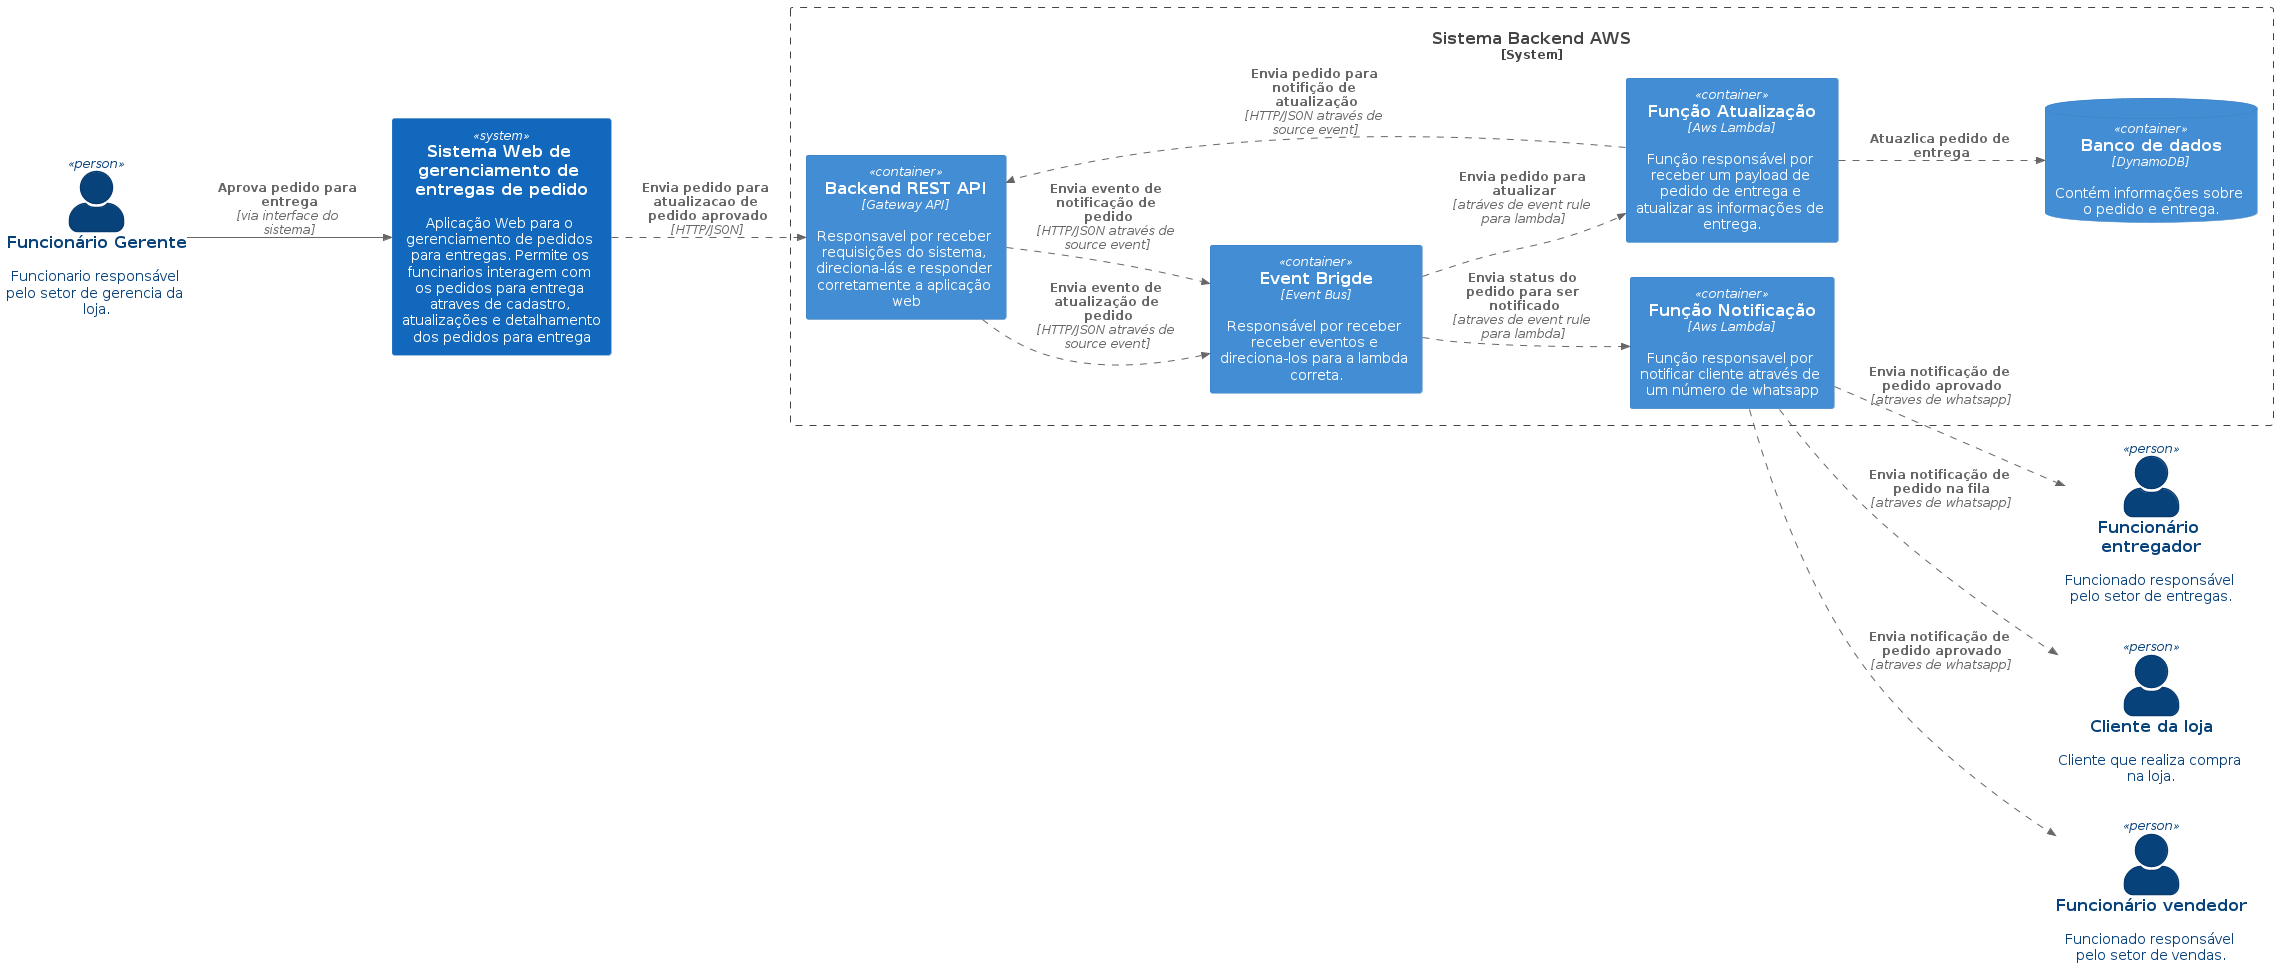 Sistema Backend AWS
[System]
«person»
Funcionário Gerente
Funcionario responsável
pelo setor de gerencia da
loja.
Aprova pedido para
entrega
[via interface do
sistema]
«system»
Sistema Web de
gerenciamento de
entregas de pedido
Aplicação Web para o
gerenciamento de pedidos
para entregas. Permite os
funcinarios interagem com
os pedidos para entrega
atraves de cadastro,
atualizações e detalhamento
dos pedidos para entrega
Envia pedido para
atualizacao de
pedido aprovado
[HTTP/JS0N]
«container»
Backend REST API
[Gateway API]
Responsavel por receber
requisições do sistema,
direciona-lás e responder
corretamente a aplicação
web
Envia pedido para
notifição de
atualização
[HTTP/JS0N através de
source event]
Envia evento de
notificação de
pedido
[HTTP/JS0N através de
source event]
Envia evento de
atualização de
pedido
[HTTP/JS0N através de
source event]
«container»
Event Brigde
[Event Bus]
Responsável por receber
receber eventos e
direciona-los para a lambda
correta.
Envia pedido para
atualizar
[atráves de event rule
para lambda]
Envia status do
pedido para ser
notificado
[atraves de event rule
para lambda]
«container»
Função Atualização
[Aws Lambda]
Função responsável por
receber um payload de
pedido de entrega e
atualizar as informações de
entrega.
Atuazlica pedido de
entrega
«container»
Banco de dados
[DynamoDB]
Contém informações sobre
o pedido e entrega.
«container»
Função Notificação
[Aws Lambda]
Função responsavel por
notificar cliente através de
um número de whatsapp
Envia notificação de
pedido aprovado
[atraves de whatsapp]
«person»
Funcionário
entregador
Funcionado responsável
pelo setor de entregas.
Envia notificação de
pedido na fila
[atraves de whatsapp]
«person»
Cliente da loja
Cliente que realiza compra
na loja.
Envia notificação de
pedido aprovado
[atraves de whatsapp]
«person»
Funcionário vendedor
Funcionado responsável
pelo setor de vendas.